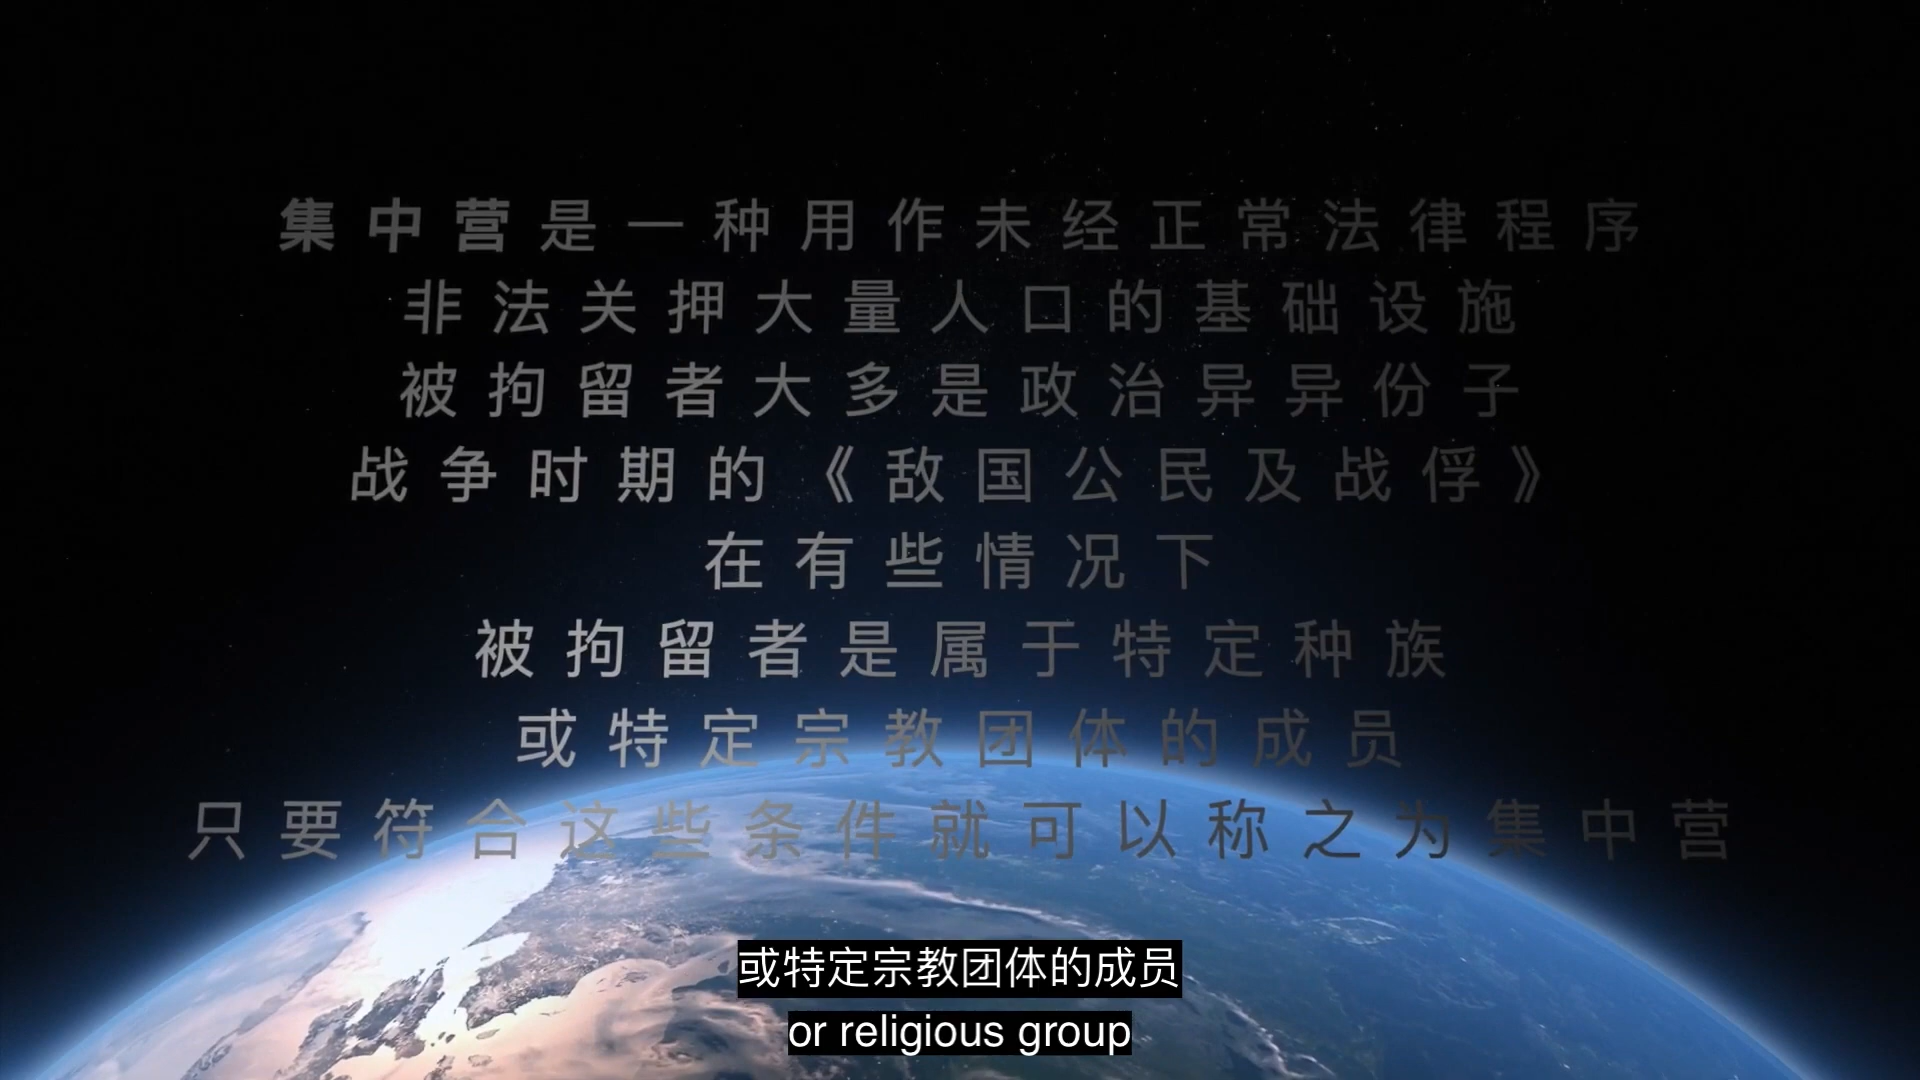 集中营是一种用作未经正常法律程序
非法关押大量人口的基础设施
被拘留者大多是政治异异份子
战争时期的《敌国公民及战俘》
在有些情况下
被拘留者是属于特定种族
或特定宗教团体的成员
只要符合这些条件就可以称之为集中营
或特定宗教团体的成员
or religious group